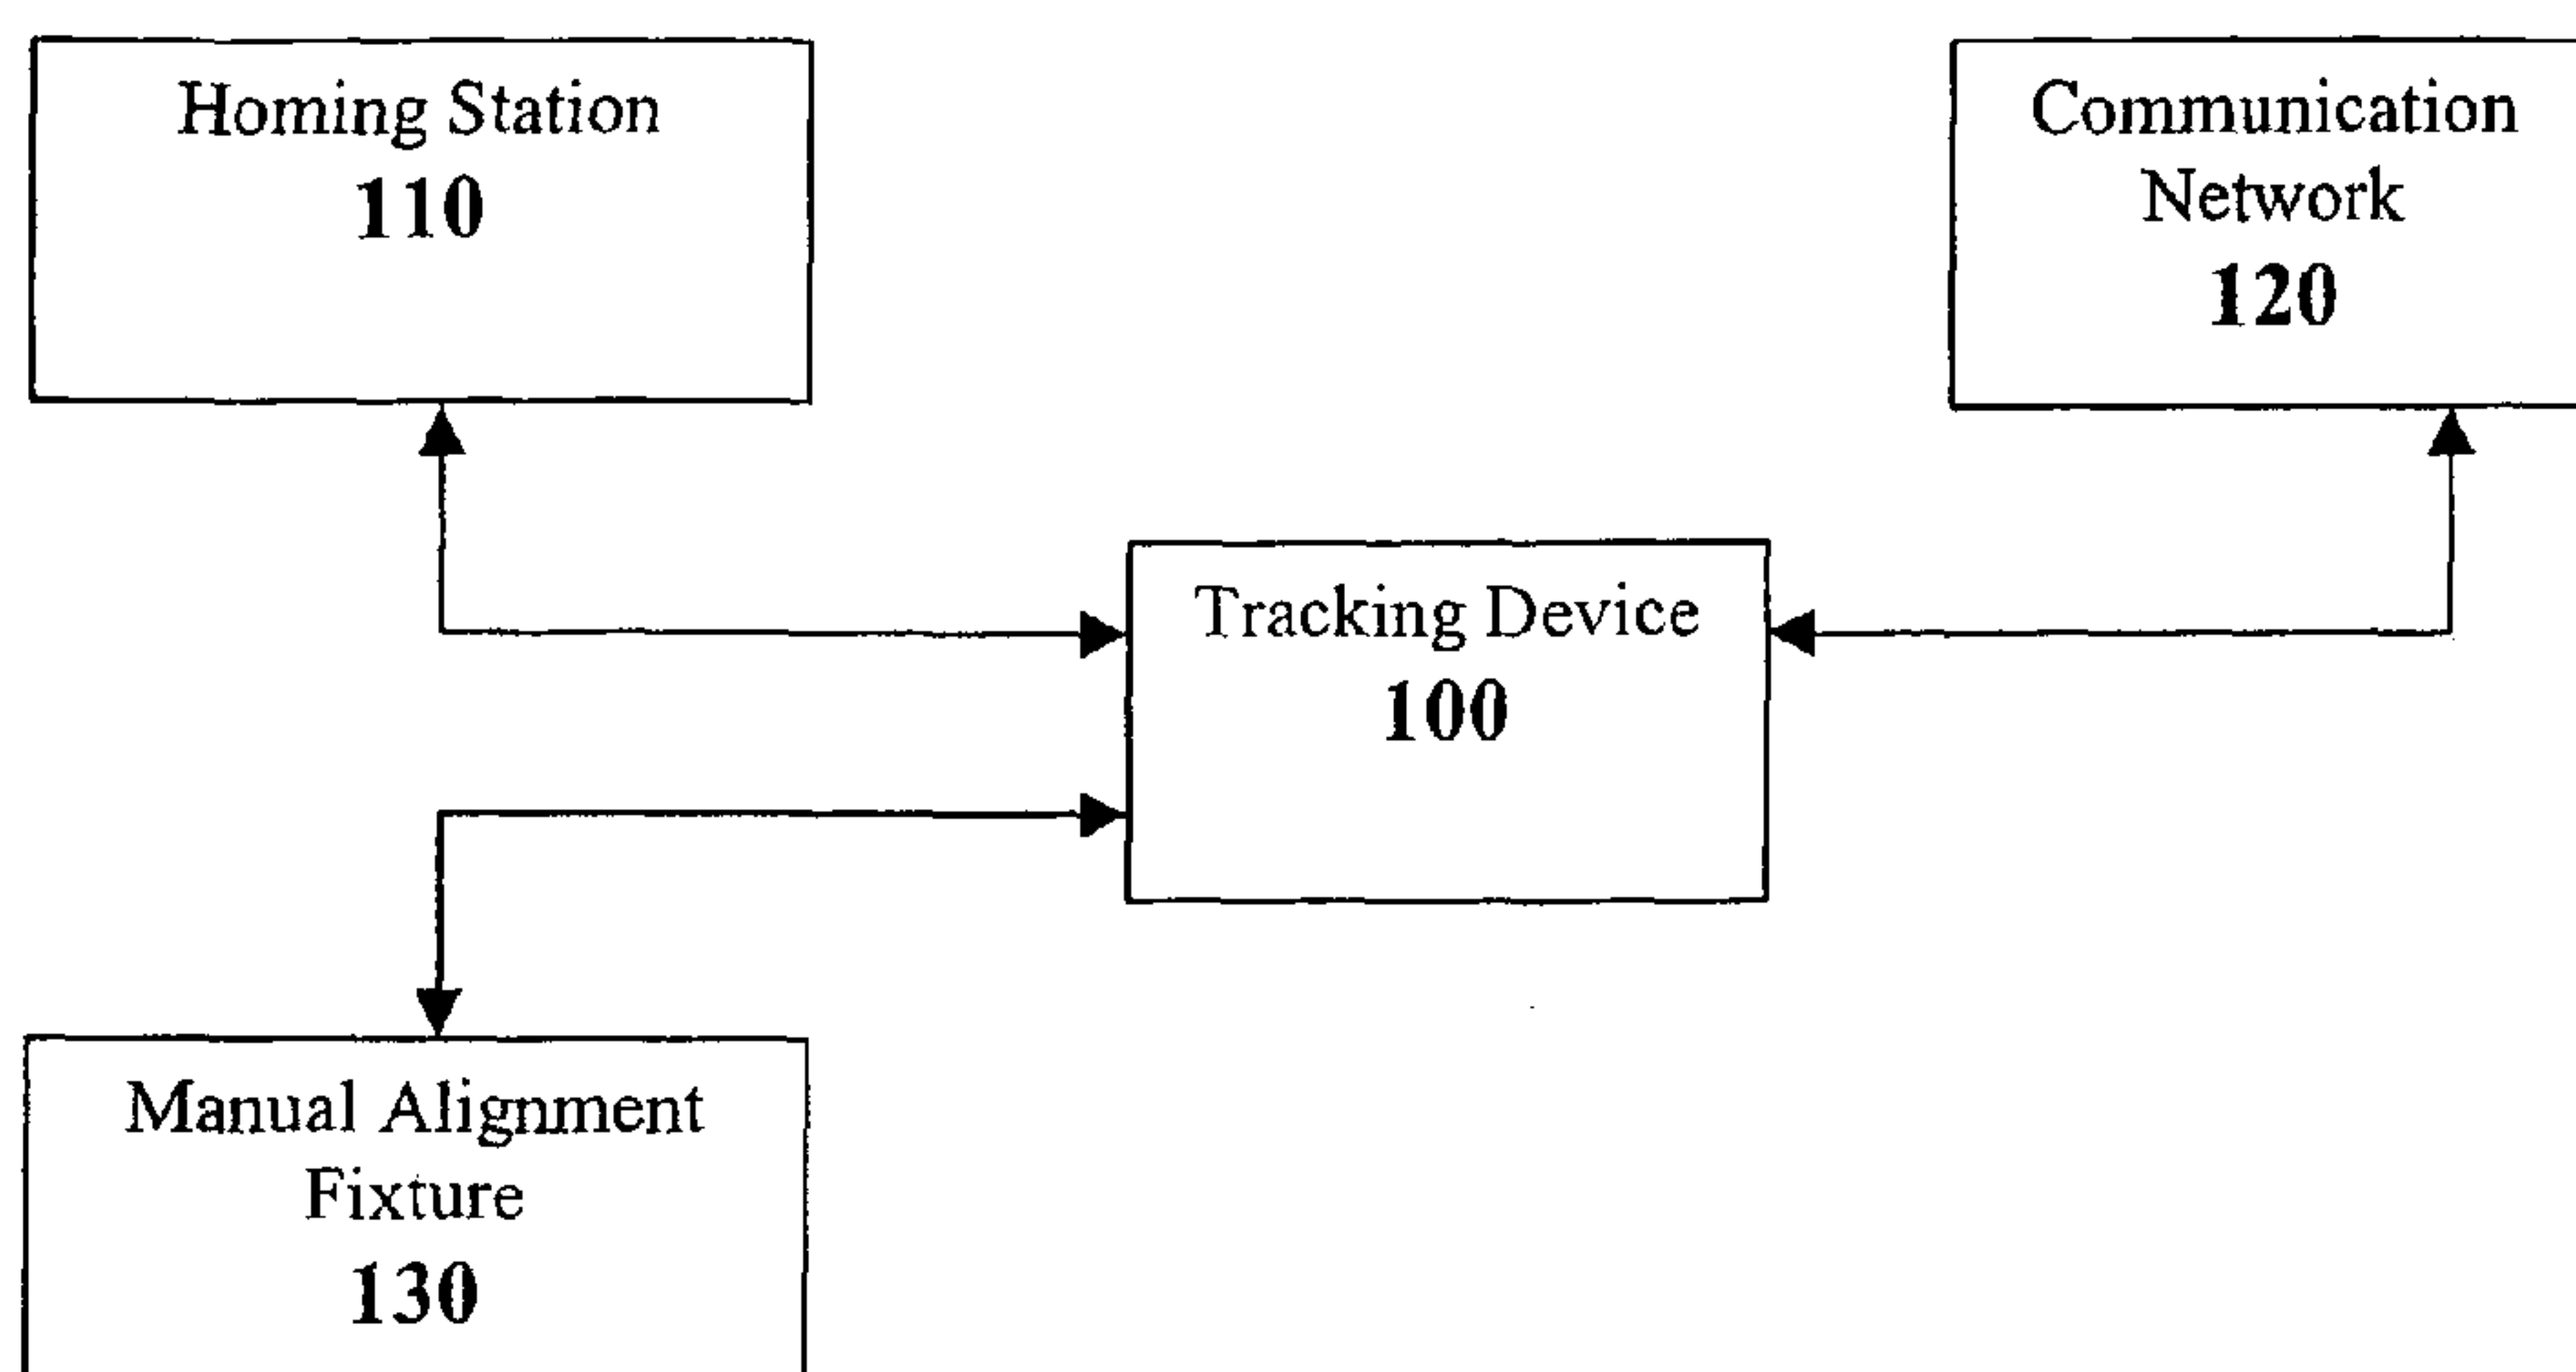 Homing Station
110
Communication
Network
120
Tracking Device
100
Manual Alignment
Fixture
130